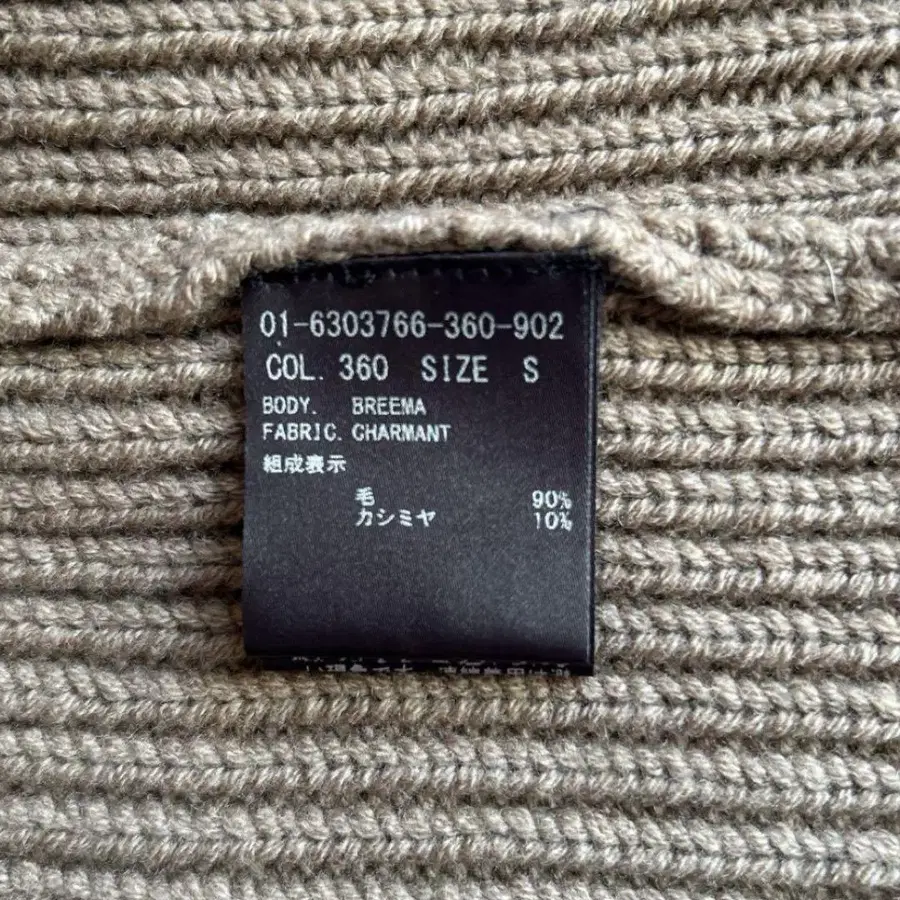 01-6303766-360-902
COL. 360 SIZE S
BODY. BREEMA
FABRIC. CHARMANT
組成表示
毛 90%
カシミヤ 10%